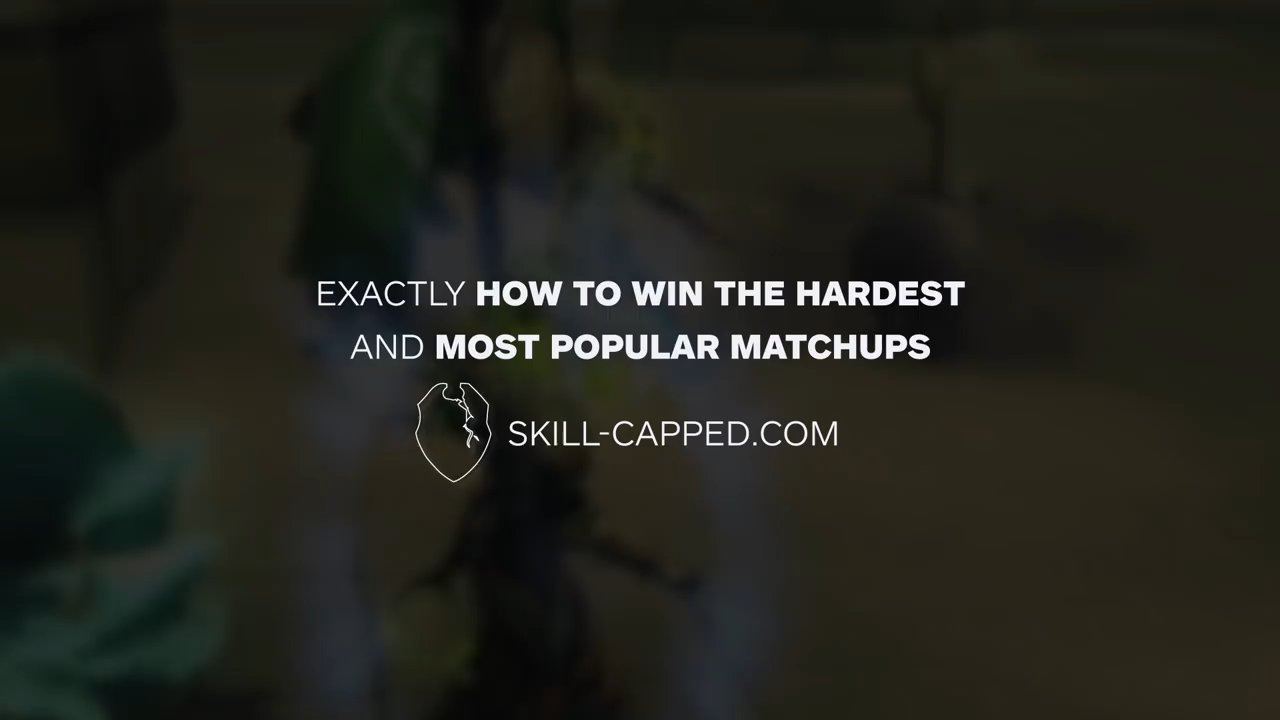 EXACTLY HOW TO WIN THE HARDEST
AND MOST POPULAR MATCHUPS
SKILL-CAPPED.COM